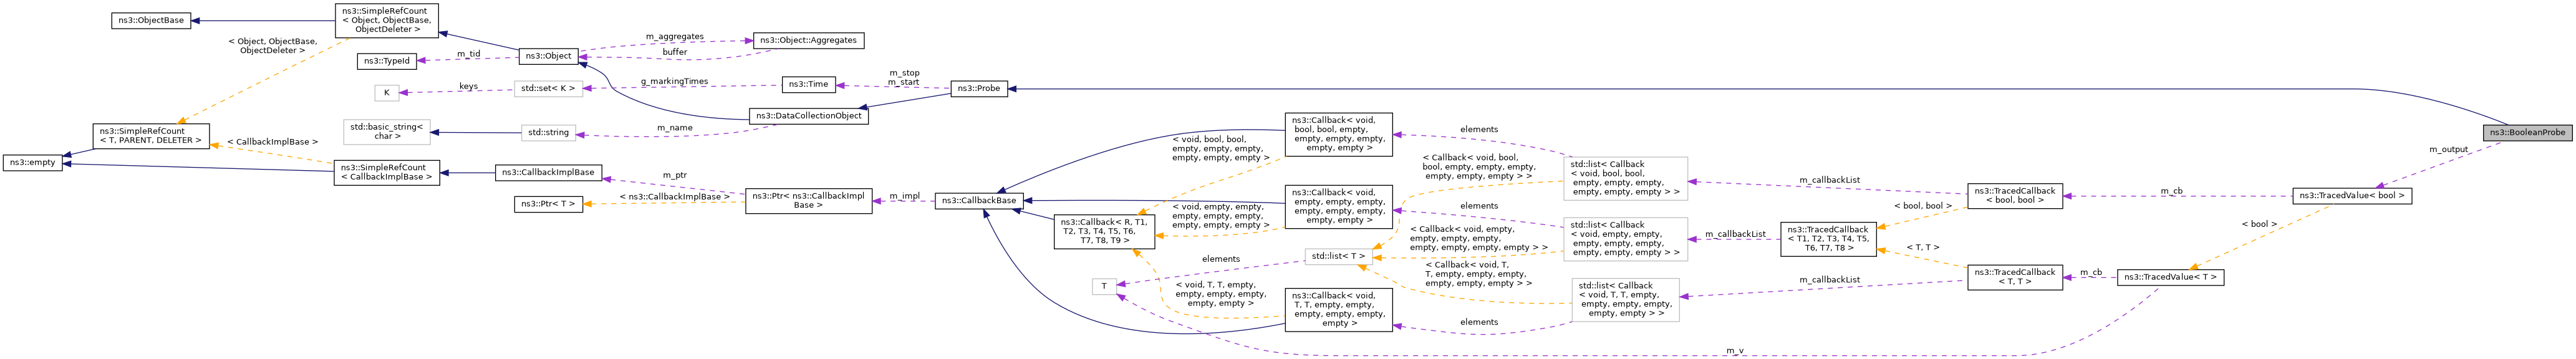 ns3::ObjectBase
ns3::SimpleRefCount
< Object, ObjectBase,
ObjectDeleter >
< Object, ObjectBase,
ObjectDeleter >
ns3::TypeId
m_tid
ns3::Object
m_aggregates
buffer
ns3::Object::Aggregates
K
keys
std::set< K >
g_markingTimes
ns3::Time
m_stop
m_start
ns3::Probe
ns3::DataCollectionObject
std::basic_string<
char >
std::string
m_name
ns3::SimpleRefCount
< T, PARENT, DELETER >
< CallbackImplBase >
ns3::empty
ns3::SimpleRefCount
< CallbackImplBase >
ns3::CallbackImplBase
m_ptr
ns3::Ptr< T >
< ns3::CallbackImplBase >
ns3::Ptr< ns3::CallbackImpl
Base >
m_impl
ns3::CallbackBase
ns3::Callback< R, T1,
T2, T3, T4, T5, T6,
T7, T8, T9 >
T
< void, bool, bool,
empty, empty, empty,
empty, empty, empty >
< void, empty, empty,
empty, empty, empty,
empty, empty, empty >
elements
< void, T, T, empty,
empty, empty, empty,
empty, empty >
ns3::Callback< void,
bool, bool, empty,
empty, empty, empty,
empty, empty >
ns3::Callback< void,
empty, empty, empty,
empty, empty, empty,
empty, empty >
std::list< T >
ns3::Callback< void,
T, T, empty, empty,
empty, empty, empty,
empty >
elements
< Callback< void, bool,
bool, empty, empty, empty,
empty, empty, empty > >
elements
< Callback< void, empty,
empty, empty, empty,
empty, empty, empty, empty > >
< Callback< void, T,
T, empty, empty, empty,
empty, empty, empty > >
elements
std::list< Callback
< void, bool, bool,
empty, empty, empty,
empty, empty, empty > >
std::list< Callback
< void, empty, empty,
empty, empty, empty,
empty, empty, empty > >
std::list< Callback
< void, T, T, empty,
empty, empty, empty,
empty, empty > >
m_callbackList
m_callbackList
m_callbackList
m_v
ns3::TracedCallback
< T1, T2, T3, T4, T5,
T6, T7, T8 >
< bool, bool >
< T, T >
ns3::TracedCallback
< bool, bool >
ns3::TracedCallback
< T, T >
m_cb
m_cb
ns3::TracedValue< bool >
< bool >
ns3::TracedValue< T >
m_output
ns3::BooleanProbe